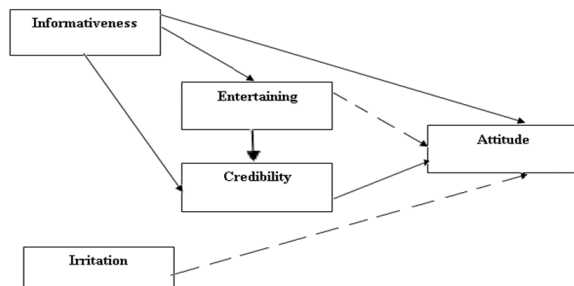 Informativeness
Entertaining
Attitude
Credibility
Irritation